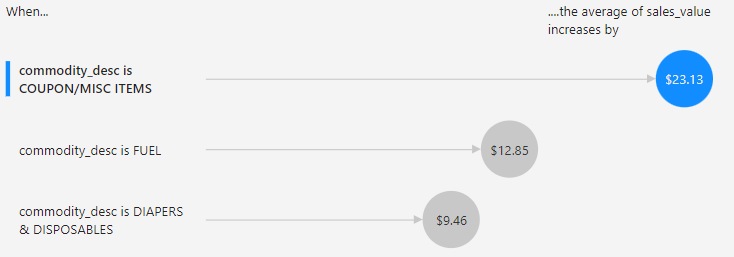 When...
....the average of sales_value
increases by
commodity_desc is
COUPON/MISC ITEMS
$23.13
commodity_desc is FUEL
$12.85
commodity_desc is DIAPERS
& DISPOSABLES
$9.46